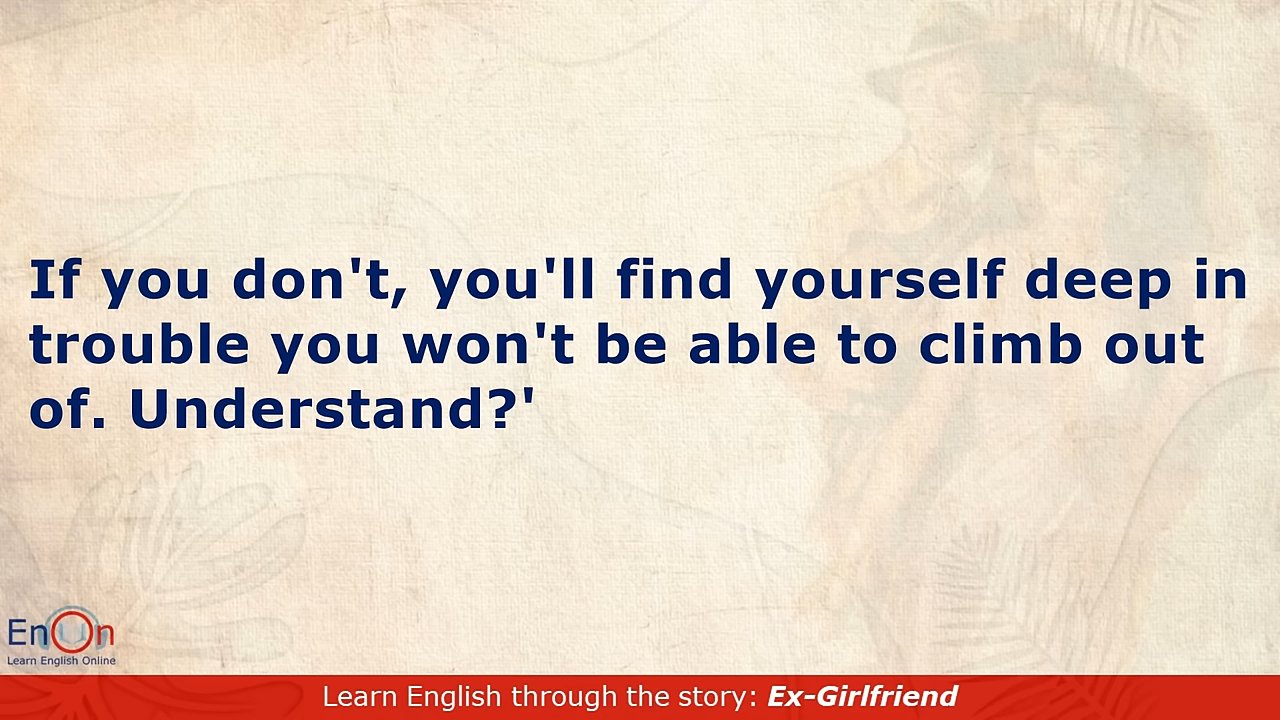 If you don't, you'll find yourself deep in
trouble you won't be able to climb out
of. Understand?'
EnOn
Learn English Online
Learn English through the story: Ex-Girlfriend